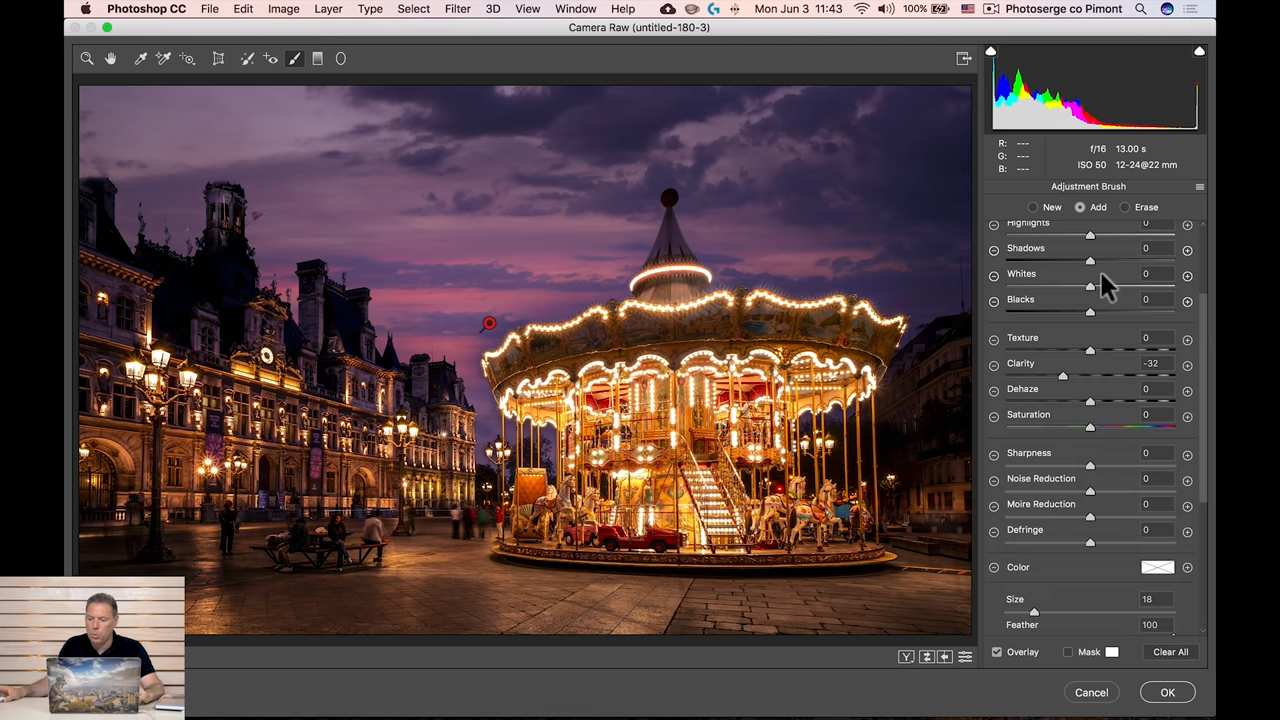 Photoshop CC File Edit Image Layer Type Select Filter 3D View Window Help 100% Mon Jun 3 11:43 Photoserge co Pimont
Camera Raw (untitled-180-3)
R: ---
G: ---
B: ---
f/16 13.00 s
ISO 50 12-24@22 mm
Adjustment Brush
New Add Erase
Highlights 0
Shadows 0
Whites 0
Blacks 0
Texture 0
Clarity -32
Dehaze 0
Saturation 0
Sharpness 0
Noise Reduction 0
Moire Reduction 0
Defringe 0
Color
Size 18
Feather 100
Y
Overlay Mask Clear All
Cancel OK